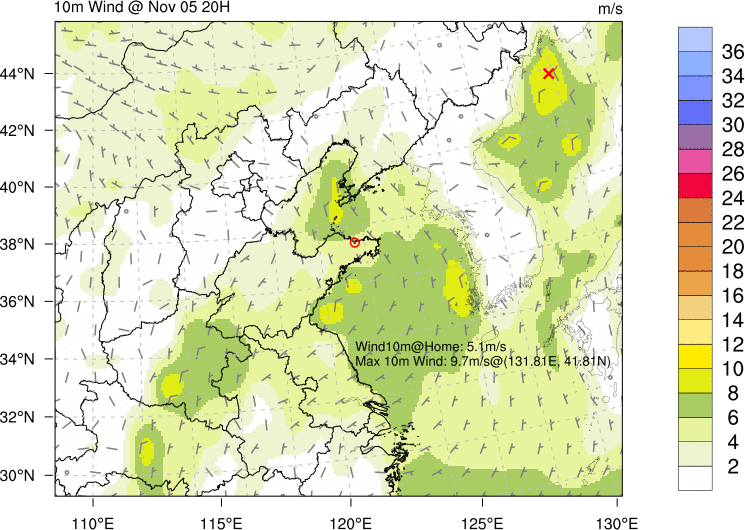 10m Wind @ Nov 05 20H
m/s
44°N
42°N
40°N
38°N
36°N
34°N
32°N
30°N
Wind10m@Home: 5.1m/s
Max 10m Wind: 9.7m/s@(131.81E, 41.81N)
110°E
115°E
120°E
125°E
130°E
36
34
32
30
28
26
24
22
20
18
16
14
12
10
8
6
4
2